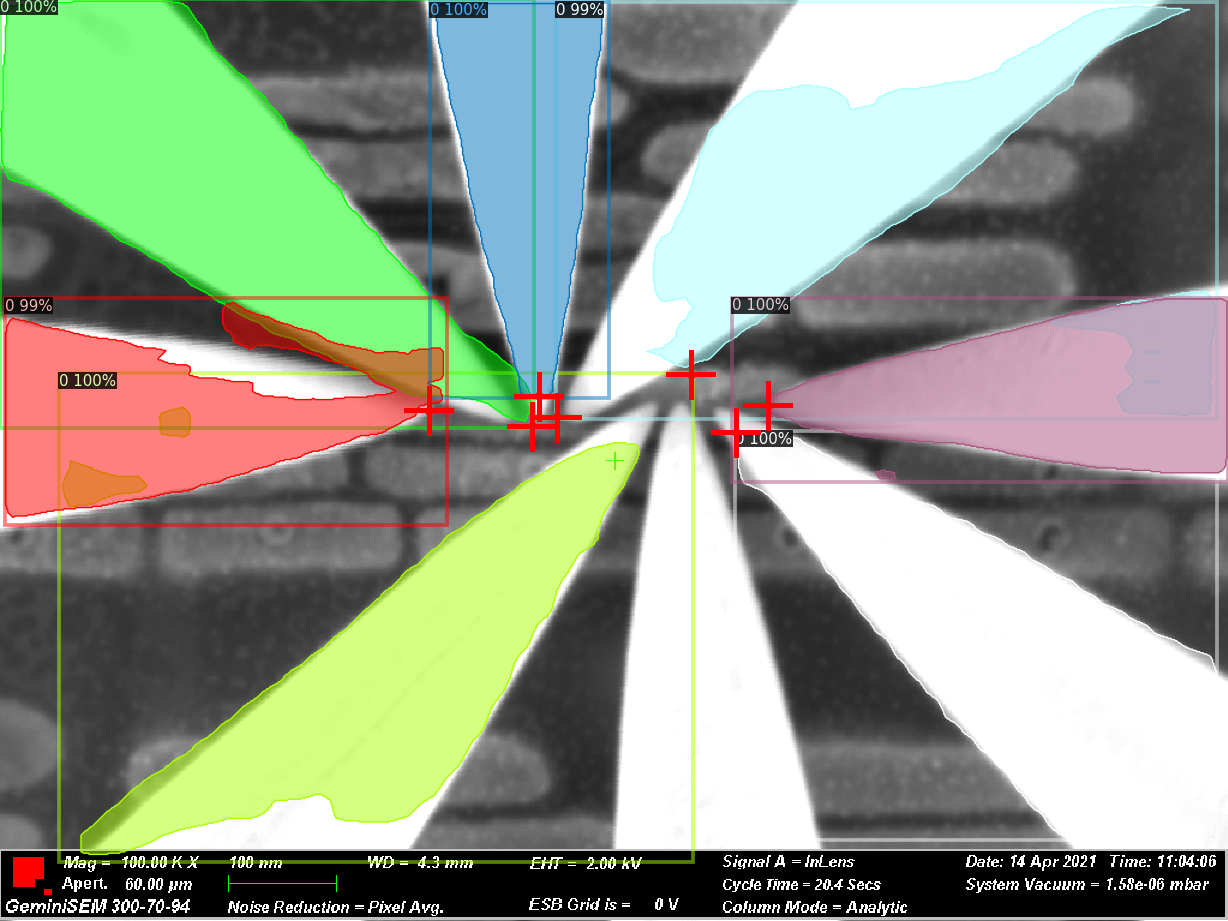 0 100%
0 100%
0 99%
0 99%
0 100%
0 100%
0 100%
Mag = 100.00 K X 100 nm WD = 4.3 mm EHT = 2.00 kV Signal A = InLens Date: 14 Apr 2021 Time: 11:04:06
Apert. 60.00 µm Cycle Time = 20.4 Secs System Vacuum = 1.58e-06 mbar
GeminiSEM 300-70-94 Noise Reduction = Pixel Avg. ESB Grid is = 0 V Column Mode = Analytic